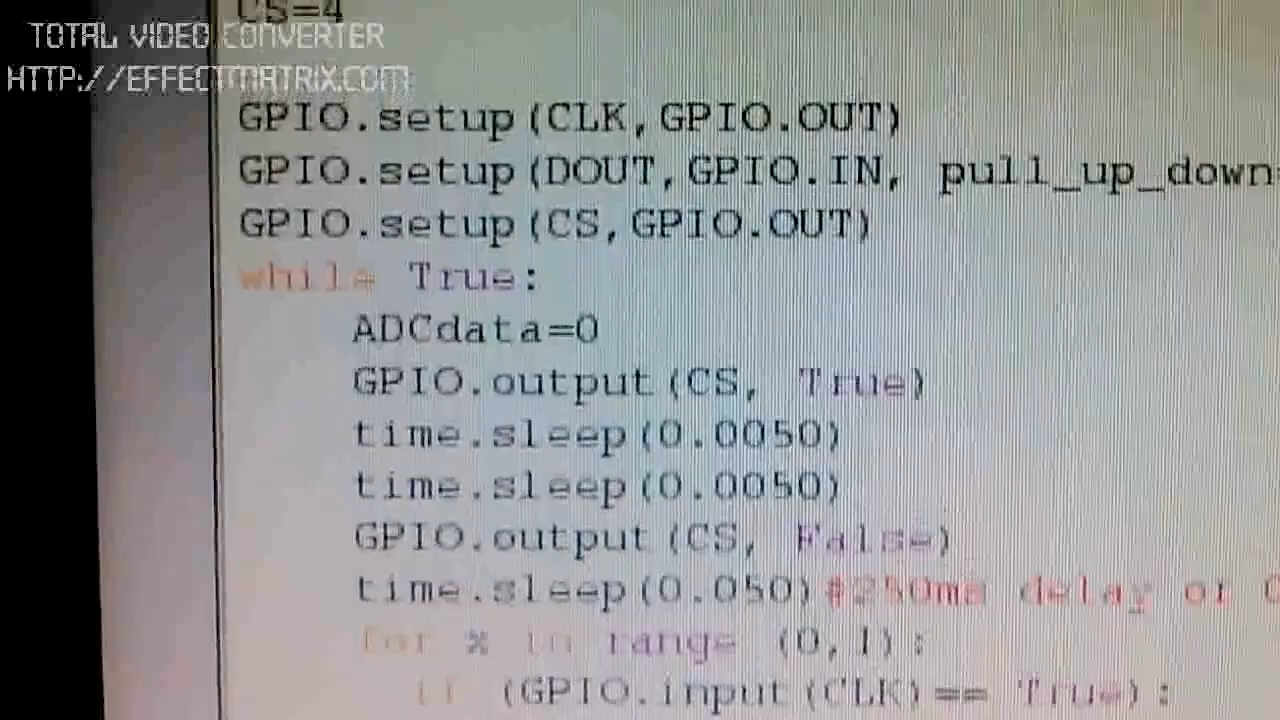 CS=4
TOTAL VIDEO CONVERTER
HTTP://EFFECTMATRIX.COM
GPIO.setup(CLK,GPIO.OUT)
GPIO.setup(DOUT,GPIO.IN, pull_up_down
GPIO.setup(CS,GPIO.OUT)
while True:
ADCdata=0
GPIO.output(CS, True)
time.sleep(0.0050)
time.sleep(0.0050)
GPIO.output(CS, False)
time.sleep(0.050)#250ms delay or 0
for x in range (0,1):
if (GPIO.input(CLK)== True):